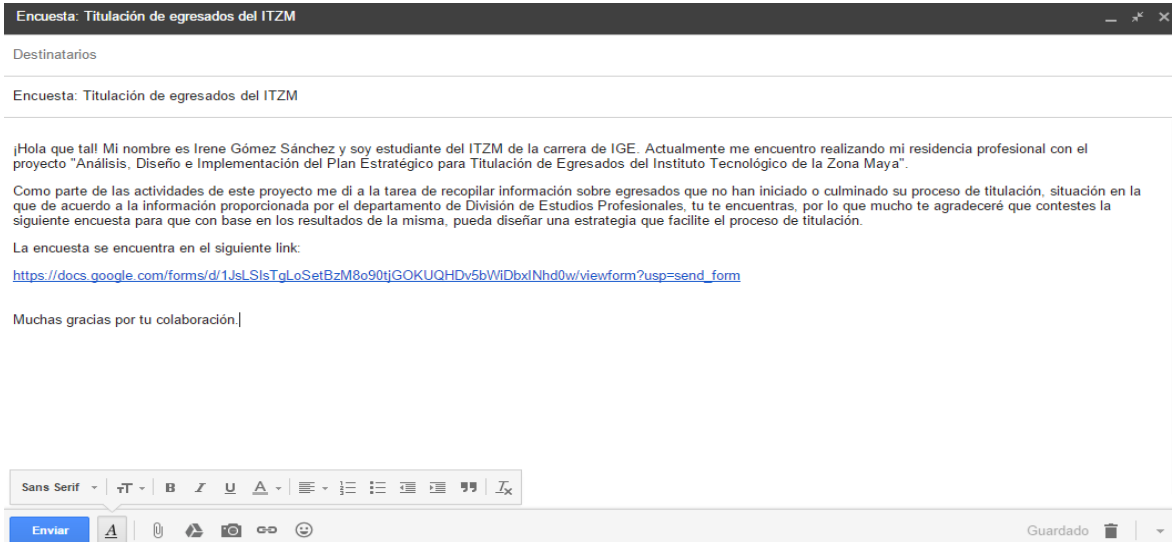 Encuesta: Titulación de egresados del ITZM
Destinatarios
Encuesta: Titulación de egresados del ITZM
¡Hola que tal! Mi nombre es Irene Gómez Sánchez y soy estudiante del ITZM de la carrera de IGE. Actualmente me encuentro realizando mi residencia profesional con el
proyecto "Análisis, Diseño e Implementación del Plan Estratégico para Titulación de Egresados del Instituto Tecnológico de la Zona Maya".
Como parte de las actividades de este proyecto me di a la tarea de recopilar información sobre egresados que no han iniciado o culminado su proceso de titulación, situación en la
que de acuerdo a la información proporcionada por el departamento de División de Estudios Profesionales, tu te encuentras, por lo que mucho te agradeceré que contestes la
siguiente encuesta para que con base en los resultados de la misma, pueda diseñar una estrategia que facilite el proceso de titulación.
La encuesta se encuentra en el siguiente link:
https://docs.google.com/forms/d/1JsLSIsTgLoSetBzM8o90tjGOKUQHDv5bWiDbxINhd0w/viewform?usp=send_form
Muchas gracias por tu colaboración.
Sans Serif
Enviar
Guardado